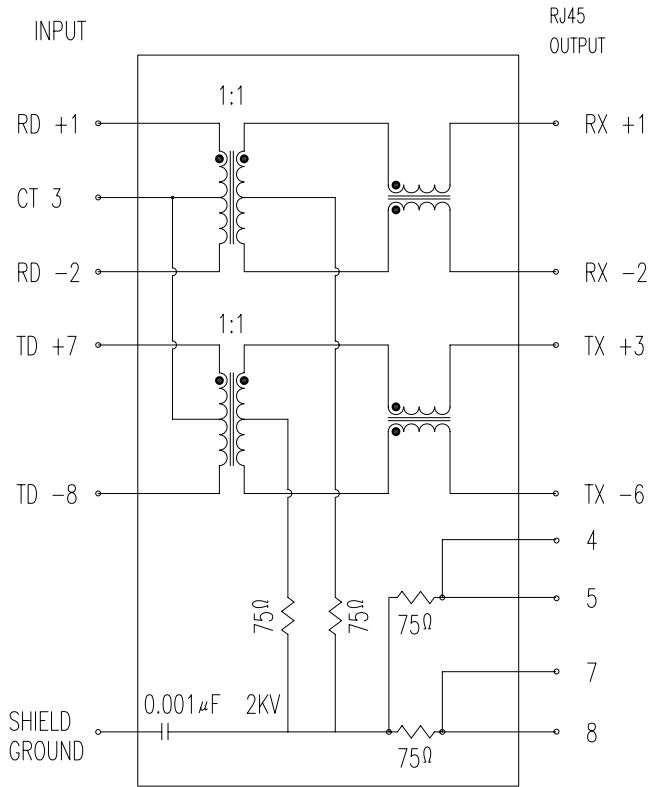 INPUT
RJ45
OUTPUT
1:1
RD +1
RX +1
CT 3
RD -2
RX -2
1:1
TD +7
TX +3
TD -8
TX -6
4
5
75Ω
75Ω
75Ω
7
0.001μF 2KV
SHIELD
GROUND
8
75Ω